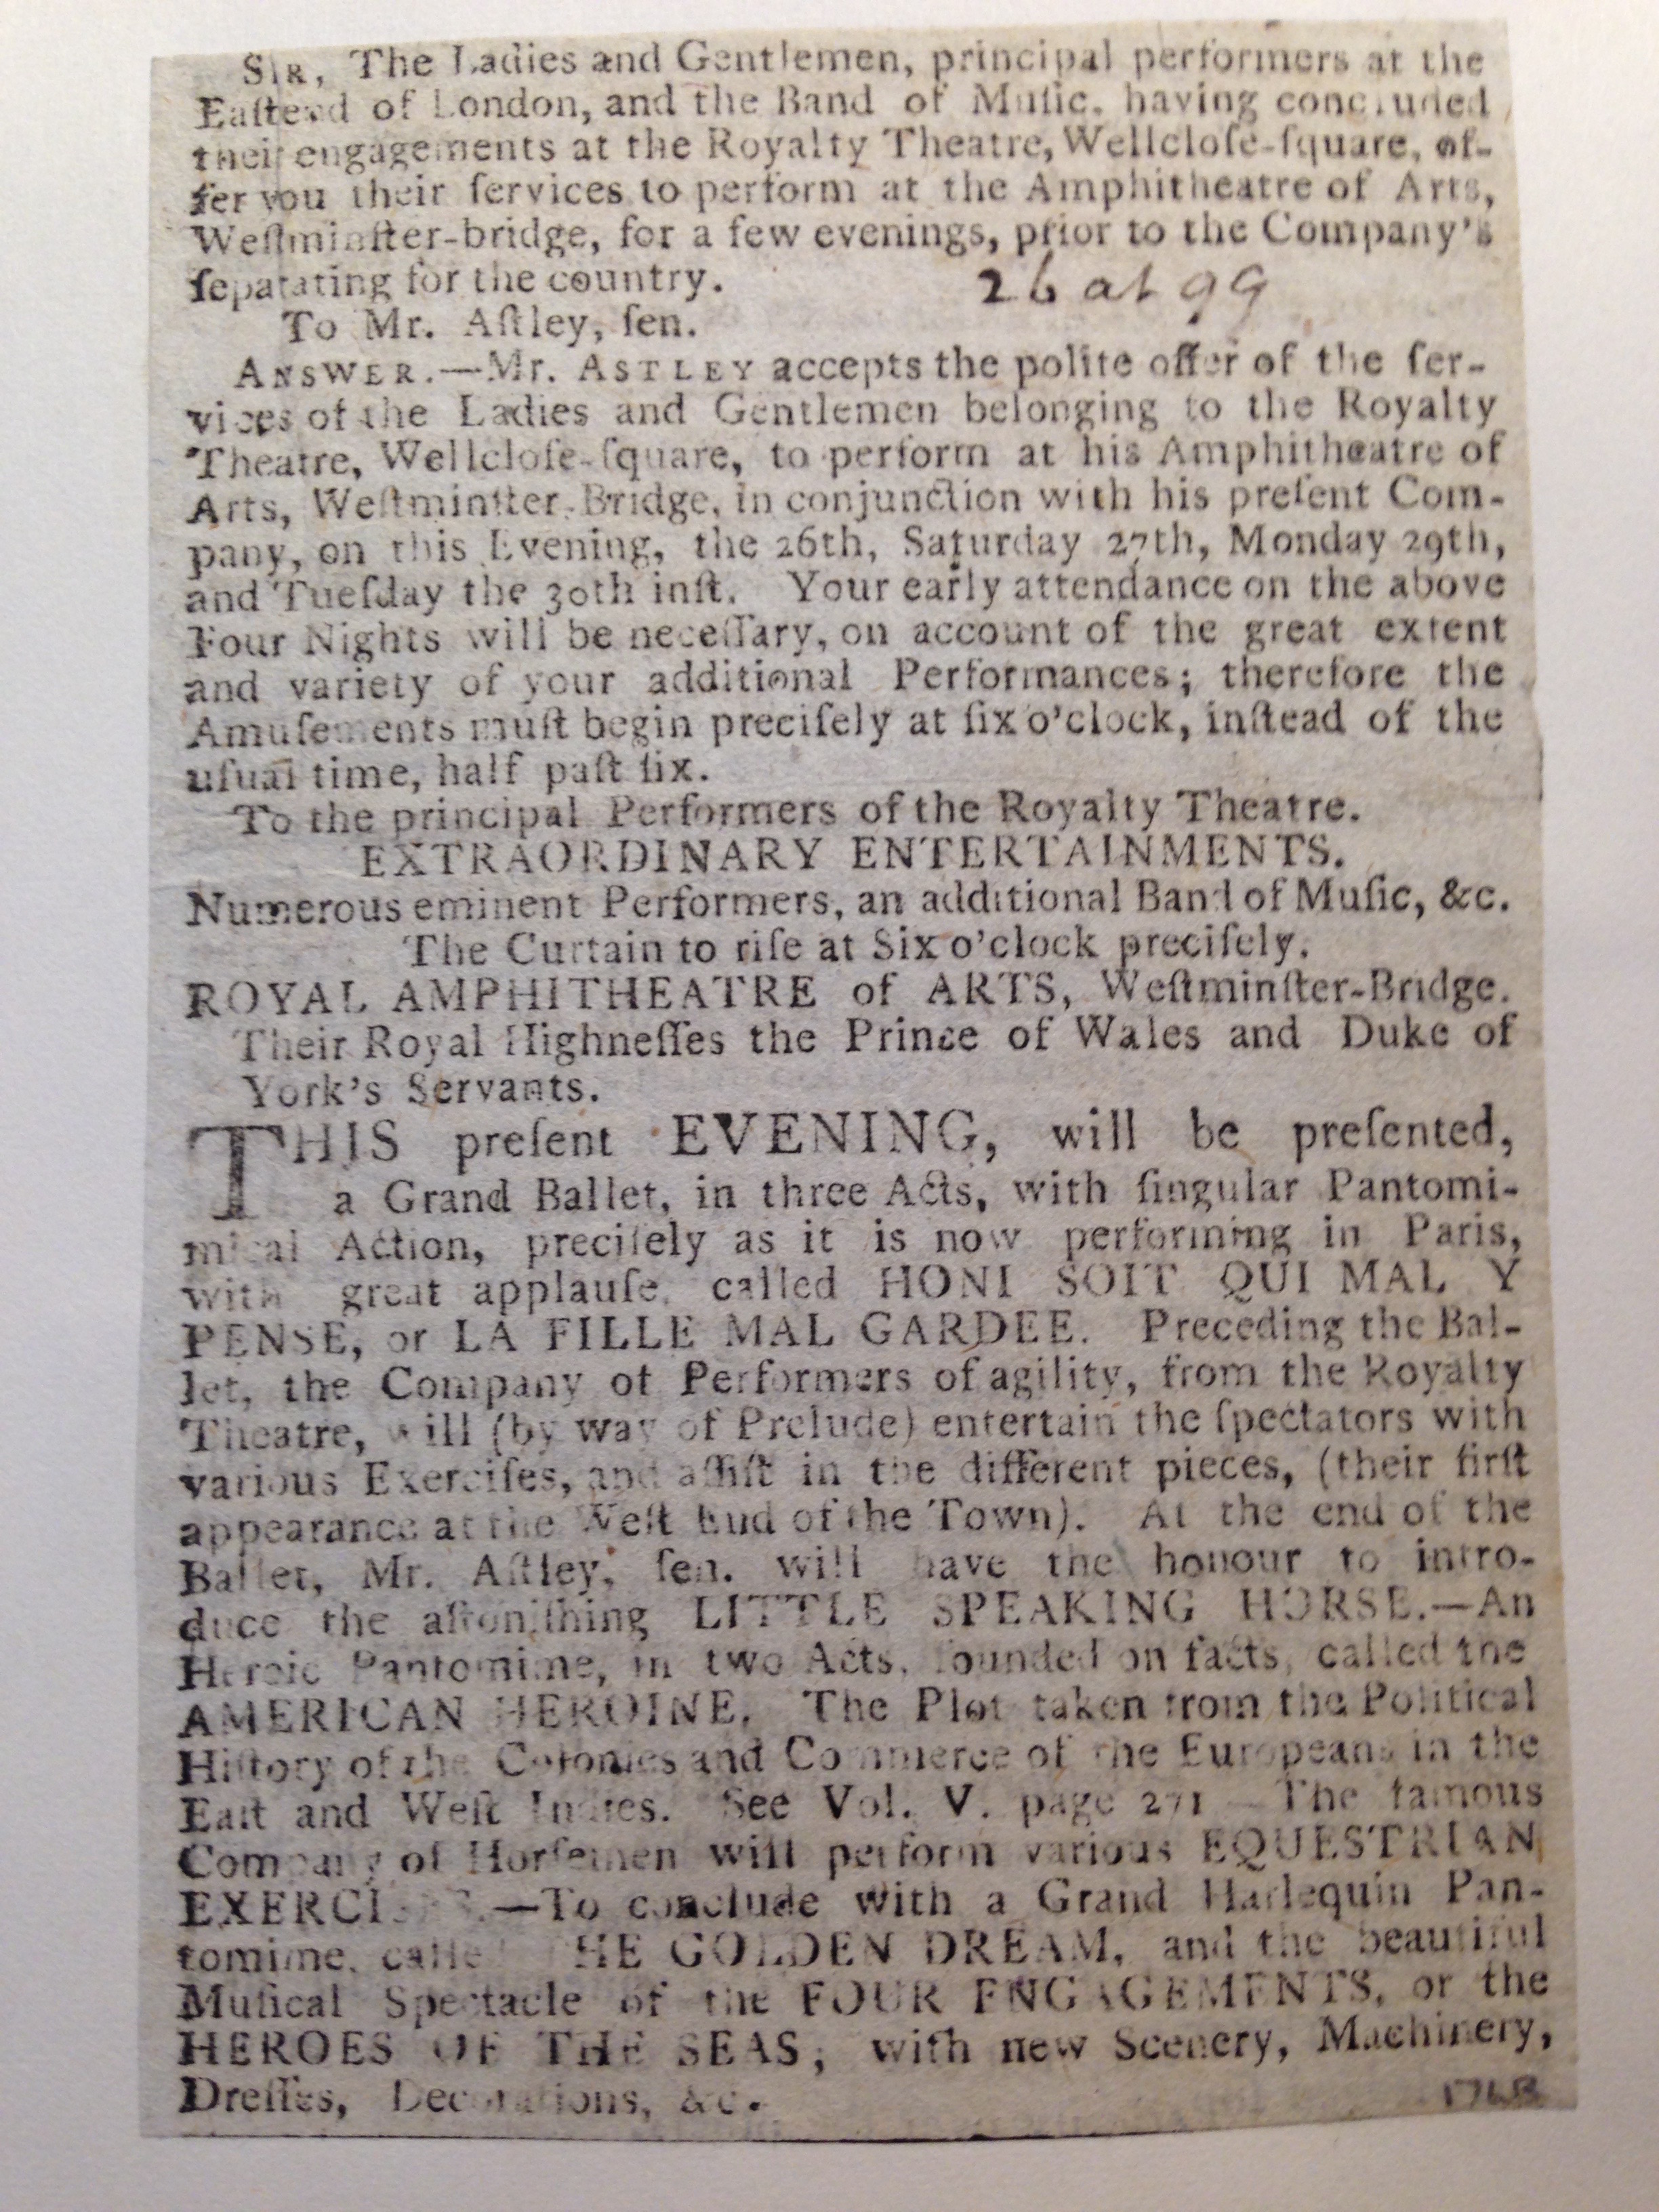 SIR, The Ladies and Gentlemen, principal performers at the
Eaſtend of London, and the Band of Muſic, having concluded
their engagements at the Royalty Theatre, Wellcloſe-ſquare, of-
fer you their ſervices to perform at the Amphitheatre of Arts,
Weſtminſter-bridge, for a few evenings, prior to the Company's
ſeparating for the country.
26 at 99
To Mr. Aſtley, ſen.
ANSWER.—Mr. ASTLEY accepts the polite offer of the ſer-
vices of the Ladies and Gentlemen belonging to the Royalty
Theatre, Wellcloſe-ſquare, to perform at his Amphitheatre of
Arts, Weſtminſter-Bridge, in conjunction with his preſent Com-
pany, on this Evening, the 26th, Saturday 27th, Monday 29th,
and Tueſday the 30th inſt. Your early attendance on the above
Four Nights will be neceſſary, on account of the great extent
and variety of your additional Performances; therefore the
Amuſements muſt begin preciſely at ſix o'clock, inſtead of the
uſual time, half paſt ſix.
To the principal Performers of the Royalty Theatre.
EXTRAORDINARY ENTERTAINMENTS.
Numerous eminent Performers, an additional Band of Muſic, &c.
The Curtain to riſe at Six o'clock preciſely.
ROYAL AMPHITHEATRE of ARTS, Weſtminſter-Bridge.
Their Royal Highneſſes the Prince of Wales and Duke of
York's Servants.
THIS preſent EVENING, will be preſented,
a Grand Ballet, in three Acts, with ſingular Pantomi-
mical Action, preciſely as it is now performing in Paris,
with great applauſe, called HONI SOIT QUI MAL Y
PENSE, or LA FILLE MAL GARDEE. Preceding the Bal-
let, the Company of Performers of agility, from the Royalty
Theatre, will (by way of Prelude) entertain the ſpectators with
various Exerciſes, and aſſiſt in the different pieces, (their firſt
appearance at the Weſt End of the Town). At the end of the
Ballet, Mr. Aſtley, ſen. will have the honour to intro-
duce the aſtoniſhing LITTLE SPEAKING HORSE.—An
Heroic Pantomime, in two Acts, founded on facts, called the
AMERICAN HEROINE. The Plot taken from the Political
Hiſtory of the Colonies and Commerce of the Europeans in the
Eaſt and Weſt Indies. See Vol. V. page 271—The famous
Company of Horſemen will perform various EQUESTRIAN
EXERCISES.—To conclude with a Grand Harlequin Pan-
tomime, called THE GOLDEN DREAM, and the beautiful
Muſical Spectacle of the FOUR ENGAGEMENTS, or the
HEROES OF THE SEAS; with new Scenery, Machinery,
Dreſſes, Decorations, &c.